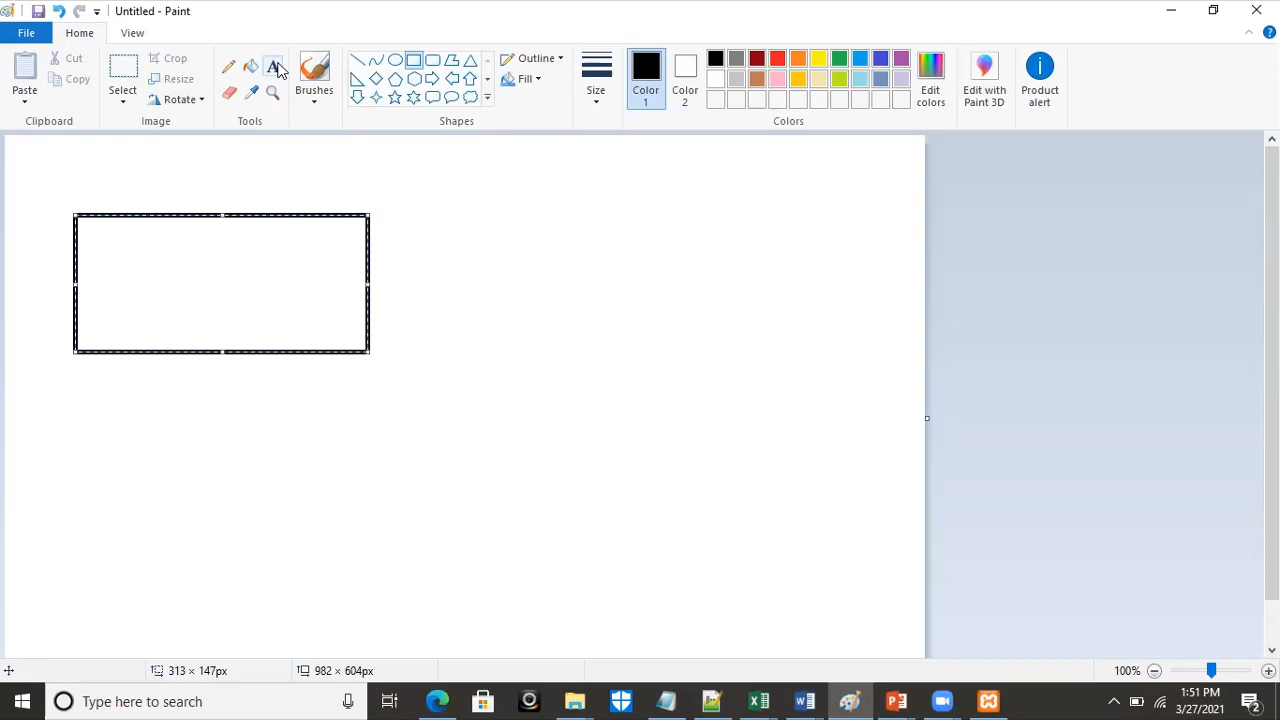 Untitled - Paint
File
Home
View
Paste
Cut
Copy
Clipboard
Select
Crop
Resize
Rotate
Image
A
Tools
Brushes
Outline
Fill
Shapes
Size
Color
1
Color
2
Edit
colors
Colors
Edit with
Paint 3D
Product
alert
313 × 147px
982 × 604px
100%
Type here to search
1:51 PM
3/27/2021
2